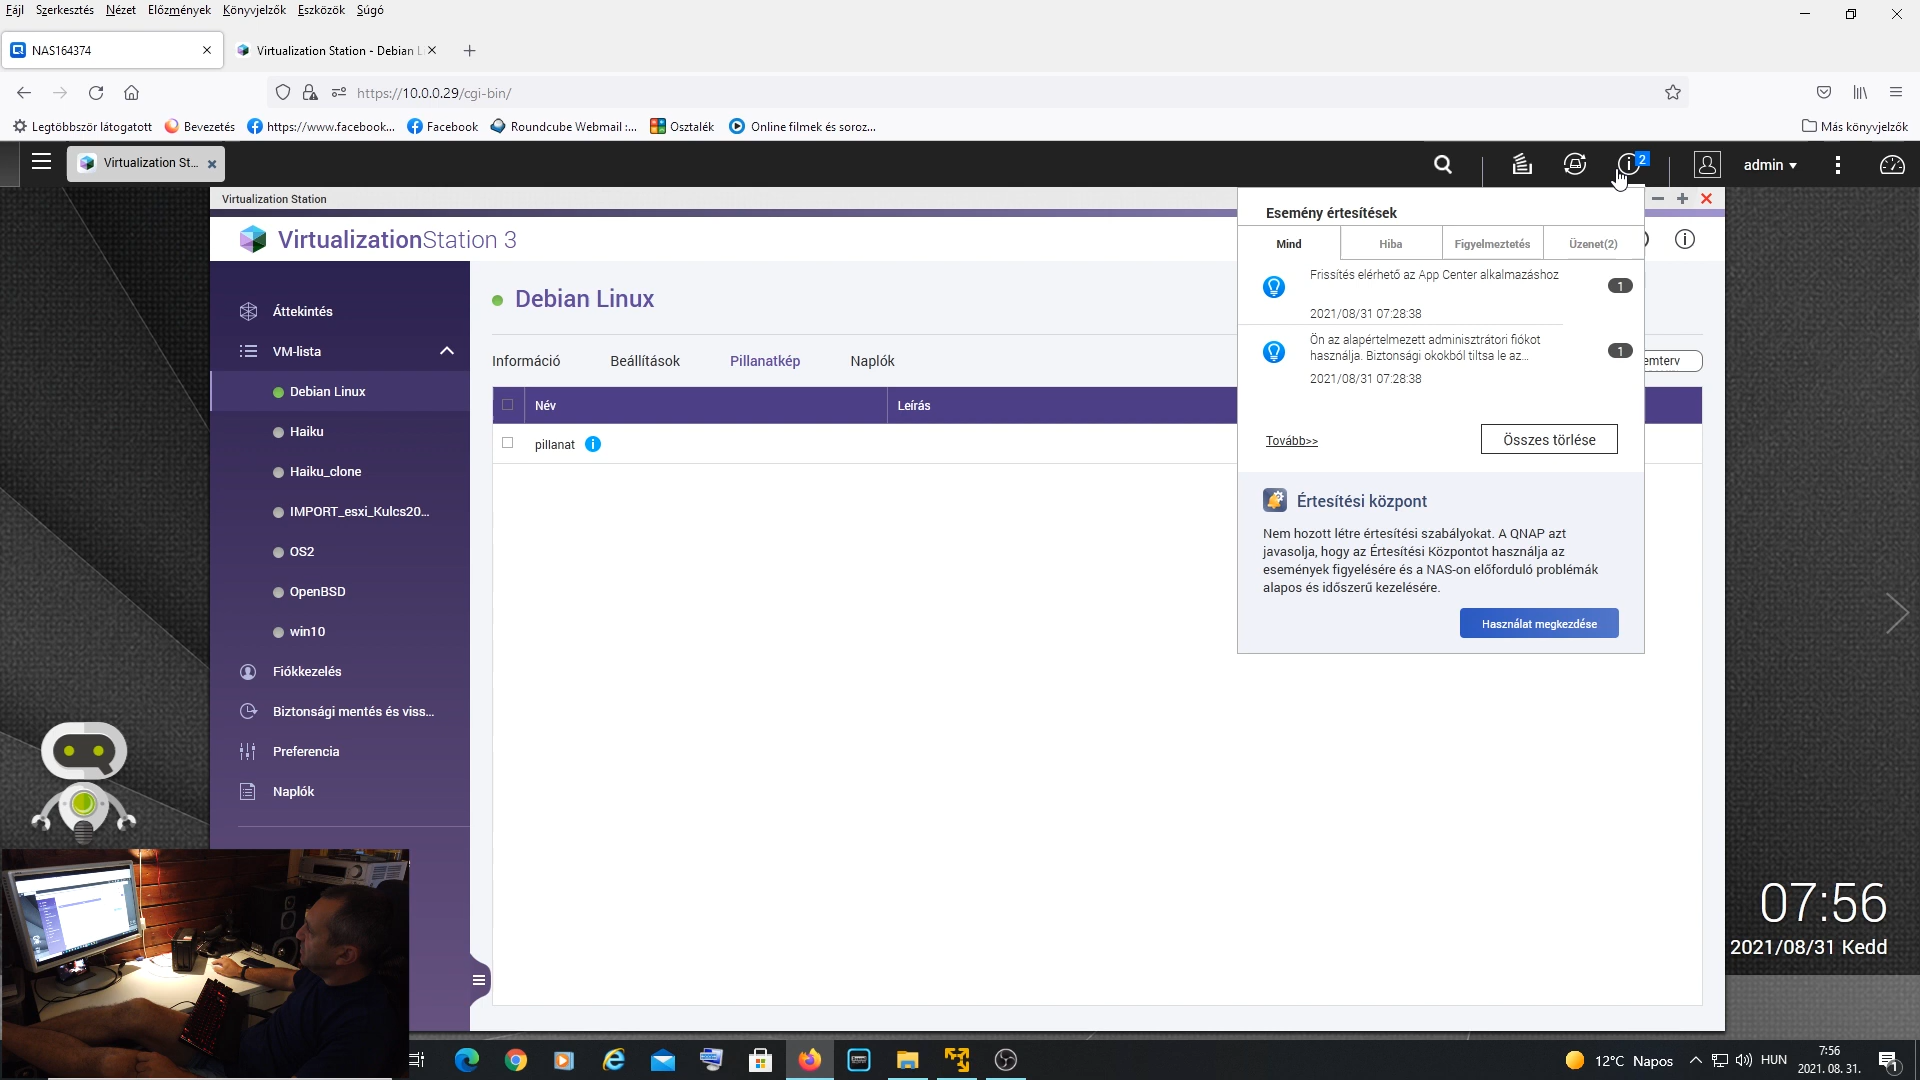 Fájl Szerkesztés Nézet Előzmények Könyvjelzők Eszközök Súgó
NAS164374
Virtualization Station - Debian L
https://10.0.0.29/cgi-bin/
Legtöbbször látogatott Bevezetés https://www.facebook... Facebook Roundcube Webmail :... Osztalék Online filmek és soroz... Más könyvjelzők
Virtualization St... 2 admin
Virtualization Station
VirtualizationStation 3
Áttekintés
VM-lista
Debian Linux
Haiku
Haiku_clone
IMPORT_esxi_Kulcs20...
OS2
OpenBSD
win10
Fiókkezelés
Biztonsági mentés és viss...
Preferencia
Naplók
Debian Linux
Információ Beállítások Pillanatkép Naplók
emterv
Név Leírás
pillanat
Esemény értesítések
Mind Hiba Figyelmeztetés Üzenet(2)
Frissítés elérhető az App Center alkalmazáshoz
1
2021/08/31 07:28:38
Ön az alapértelmezett adminisztrátori fiókot
használja. Biztonsági okokból tiltsa le az...
1
2021/08/31 07:28:38
Tovább>> Összes törlése
Értesítési központ
Nem hozott létre értesítési szabályokat. A QNAP azt
javasolja, hogy az Értesítési Központot használja az
események figyelésére és a NAS-on előforduló problémák
alapos és időszerű kezelésére.
Használat megkezdése
07:56
2021/08/31 Kedd
12°C Napos HUN
7:56
2021. 08. 31.
1